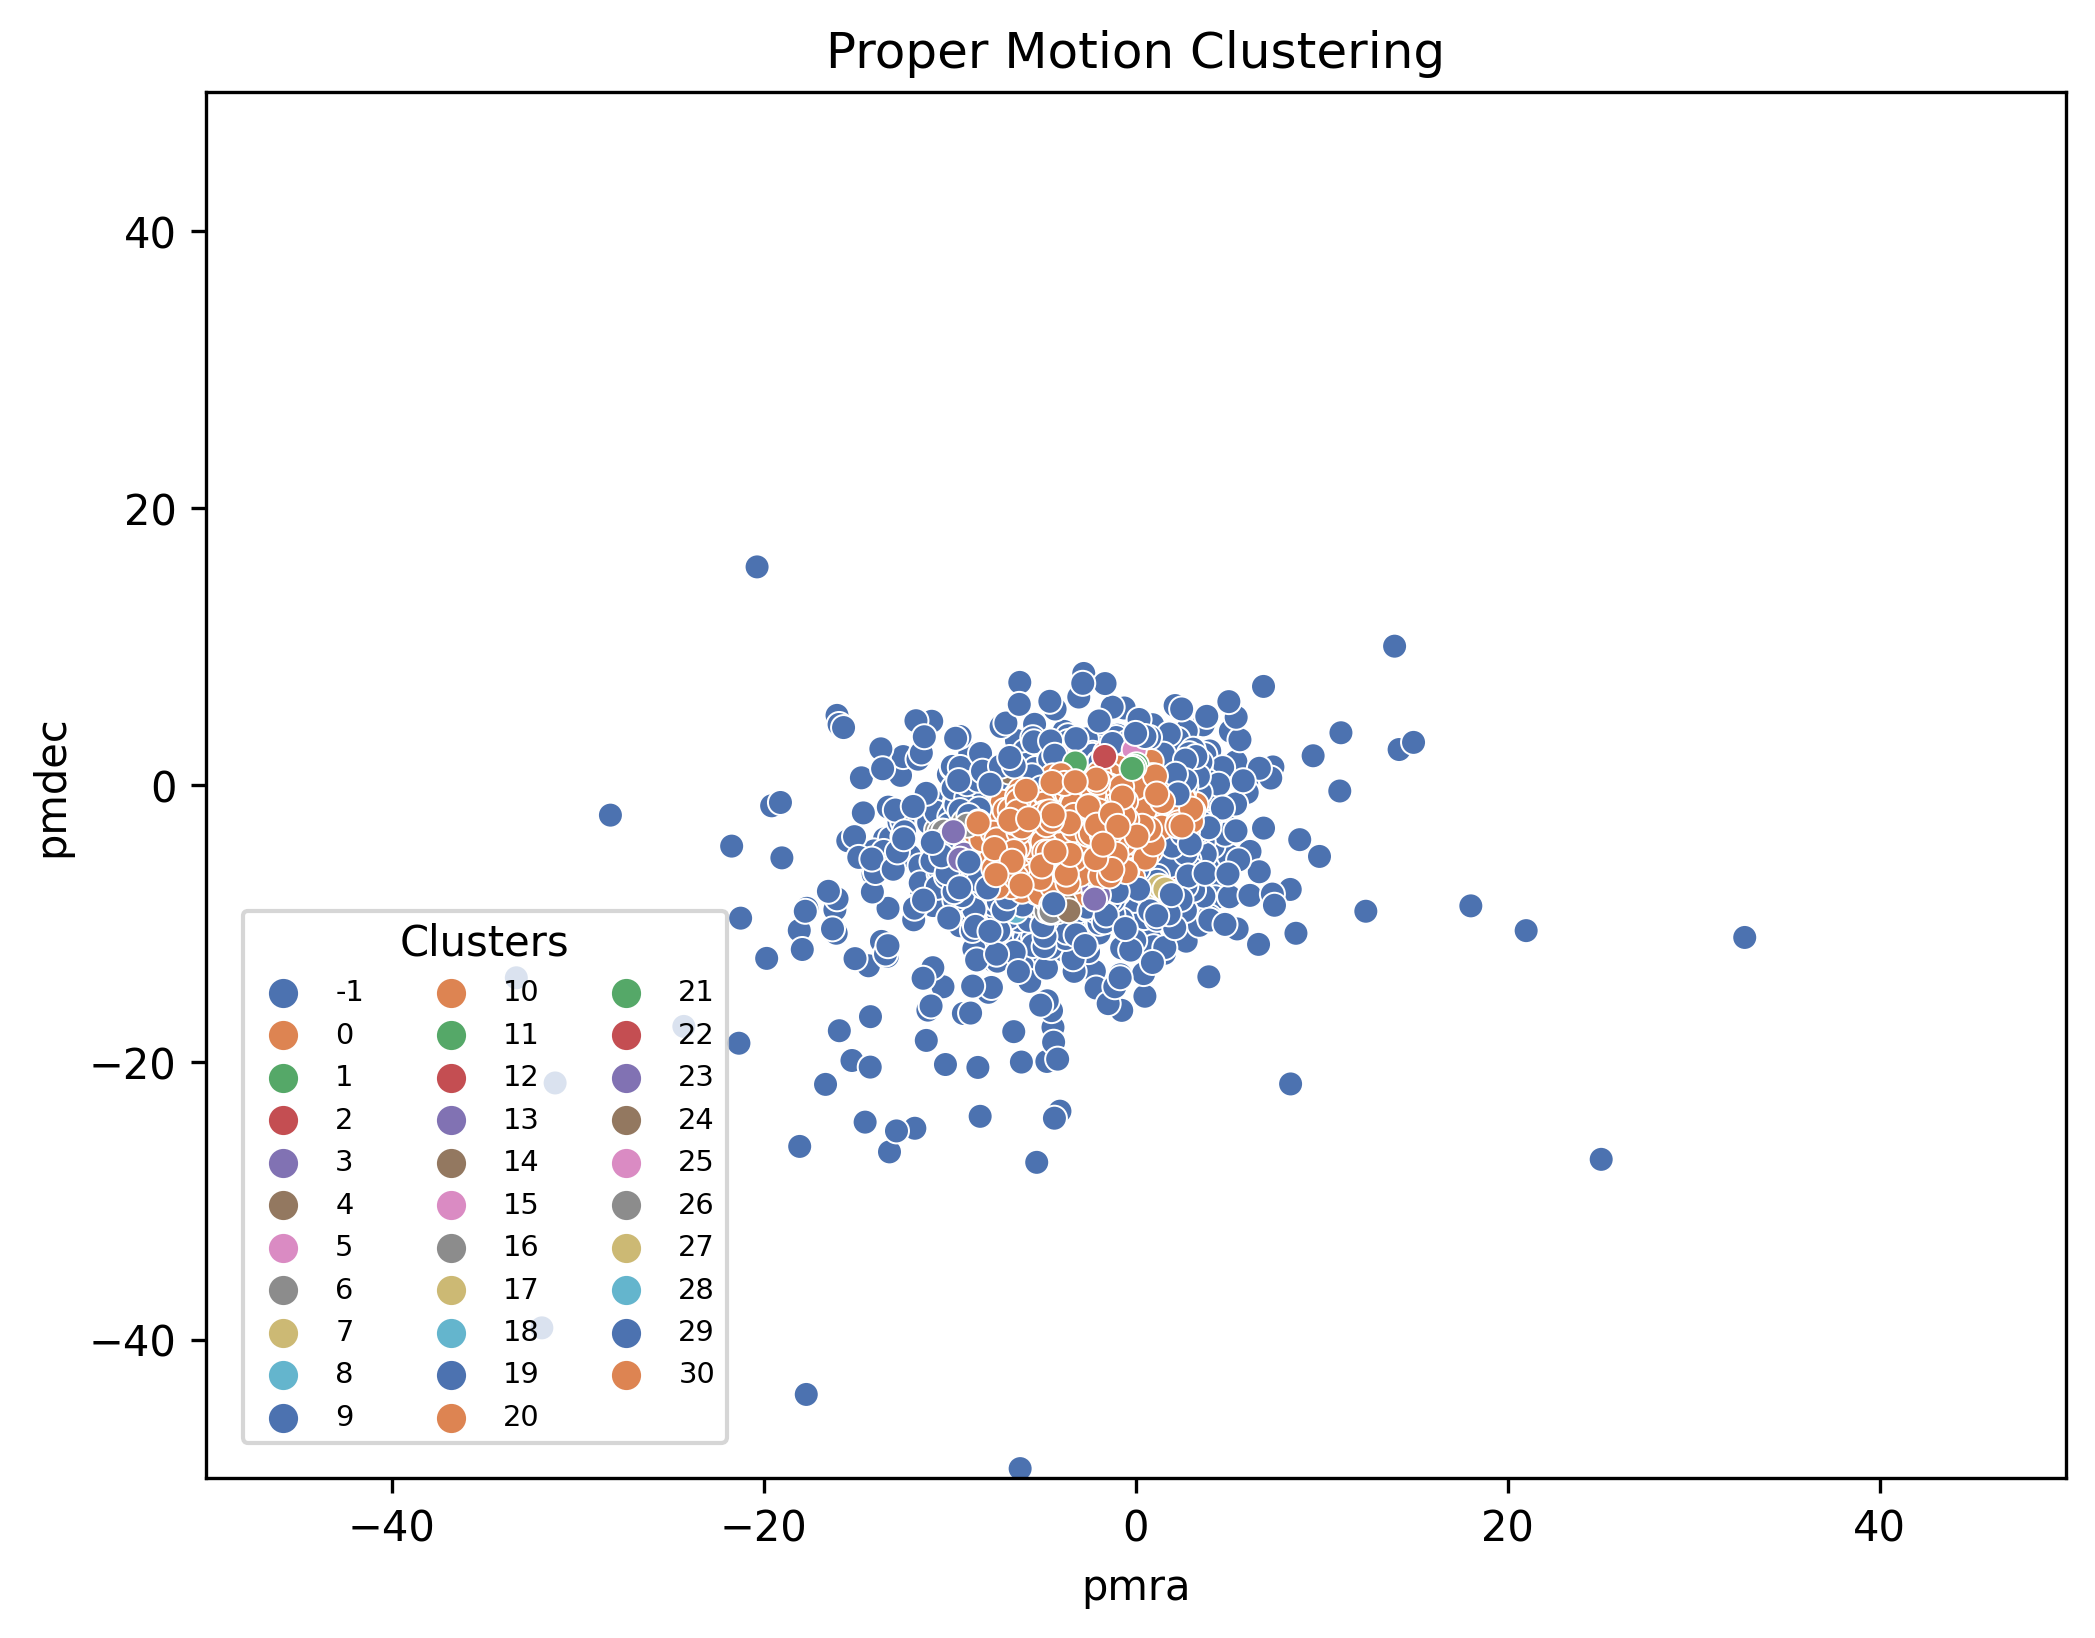 Proper Motion Clustering
40
20
0
−20
−40
pmdec
Clusters
-1 10 21
0 11 22
1 12 23
2 13 24
3 14 25
4 15 26
5 16 27
6 17 28
7 18 29
8 19 30
9 20
−40 −20 0 20 40
pmra